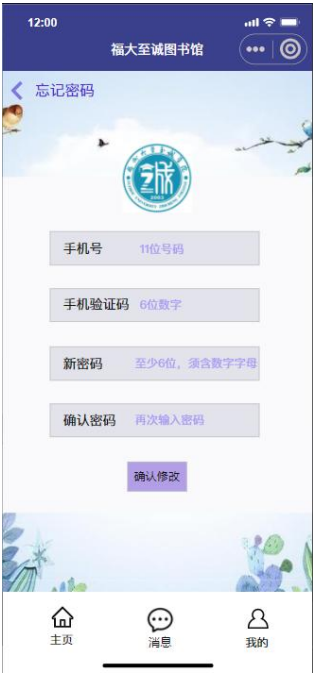 12:00
福大至诚图书馆
忘记密码
手机号 11位号码
手机验证码 6位数字
新密码 至少6位，须含数字字母
确认密码 再次输入密码
确认修改
主页 消息 我的